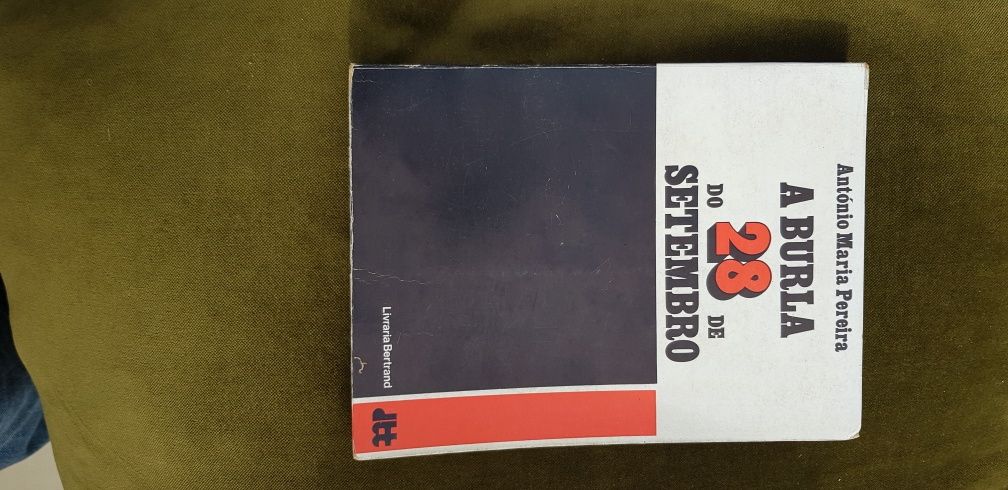 António Maria Pereira
A BURLA
DO 28 DE
SETEMBRO
Livraria Bertrand